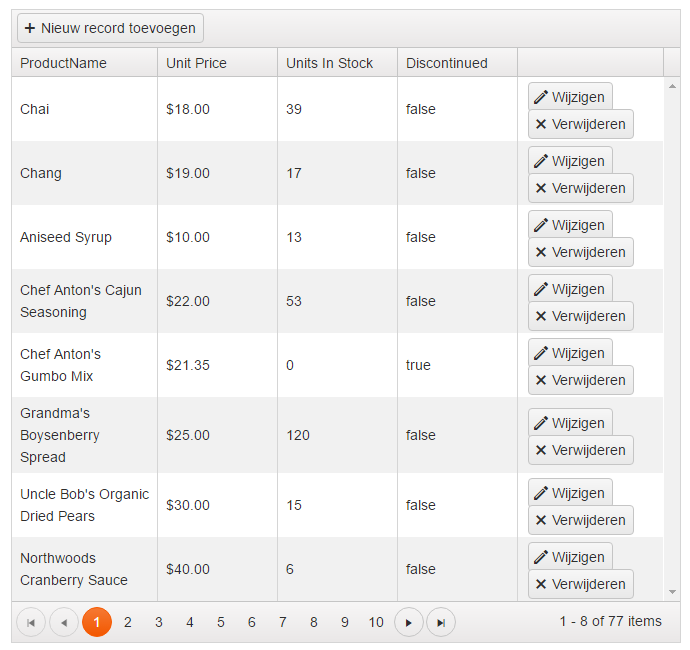 Nieuw record toevoegen
ProductName Unit Price Units In Stock Discontinued
Chai $18.00 39 false Wijzigen
Verwijderen
Chang $19.00 17 false Wijzigen
Verwijderen
Aniseed Syrup $10.00 13 false Wijzigen
Verwijderen
Chef Anton's Cajun
Seasoning $22.00 53 false Wijzigen
Verwijderen
Chef Anton's
Gumbo Mix $21.35 0 true Wijzigen
Verwijderen
Grandma's
Boysenberry
Spread $25.00 120 false Wijzigen
Verwijderen
Uncle Bob's Organic
Dried Pears $30.00 15 false Wijzigen
Verwijderen
Northwoods
Cranberry Sauce $40.00 6 false Wijzigen
Verwijderen
1 2 3 4 5 6 7 8 9 10 1 - 8 of 77 items